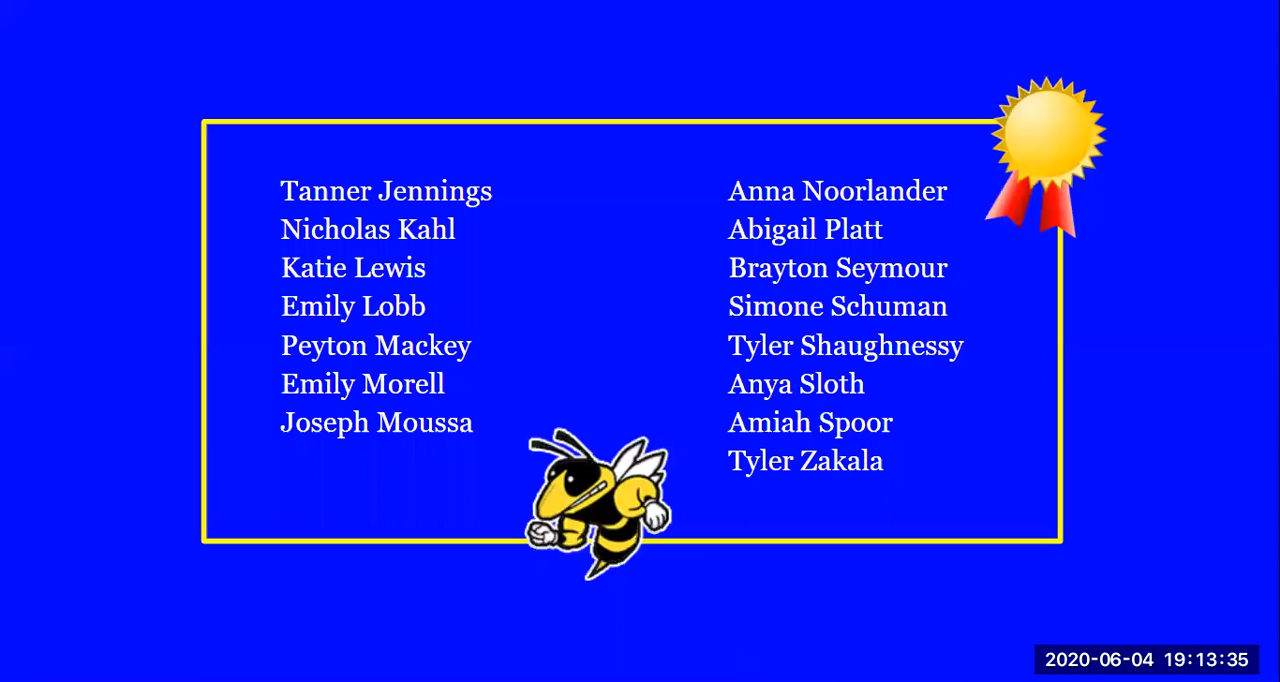 Tanner Jennings
Nicholas Kahl
Katie Lewis
Emily Lobb
Peyton Mackey
Emily Morell
Joseph Moussa
Anna Noorlander
Abigail Platt
Brayton Seymour
Simone Schuman
Tyler Shaughnessy
Anya Sloth
Amiah Spoor
Tyler Zakala
2020-06-04 19:13:35